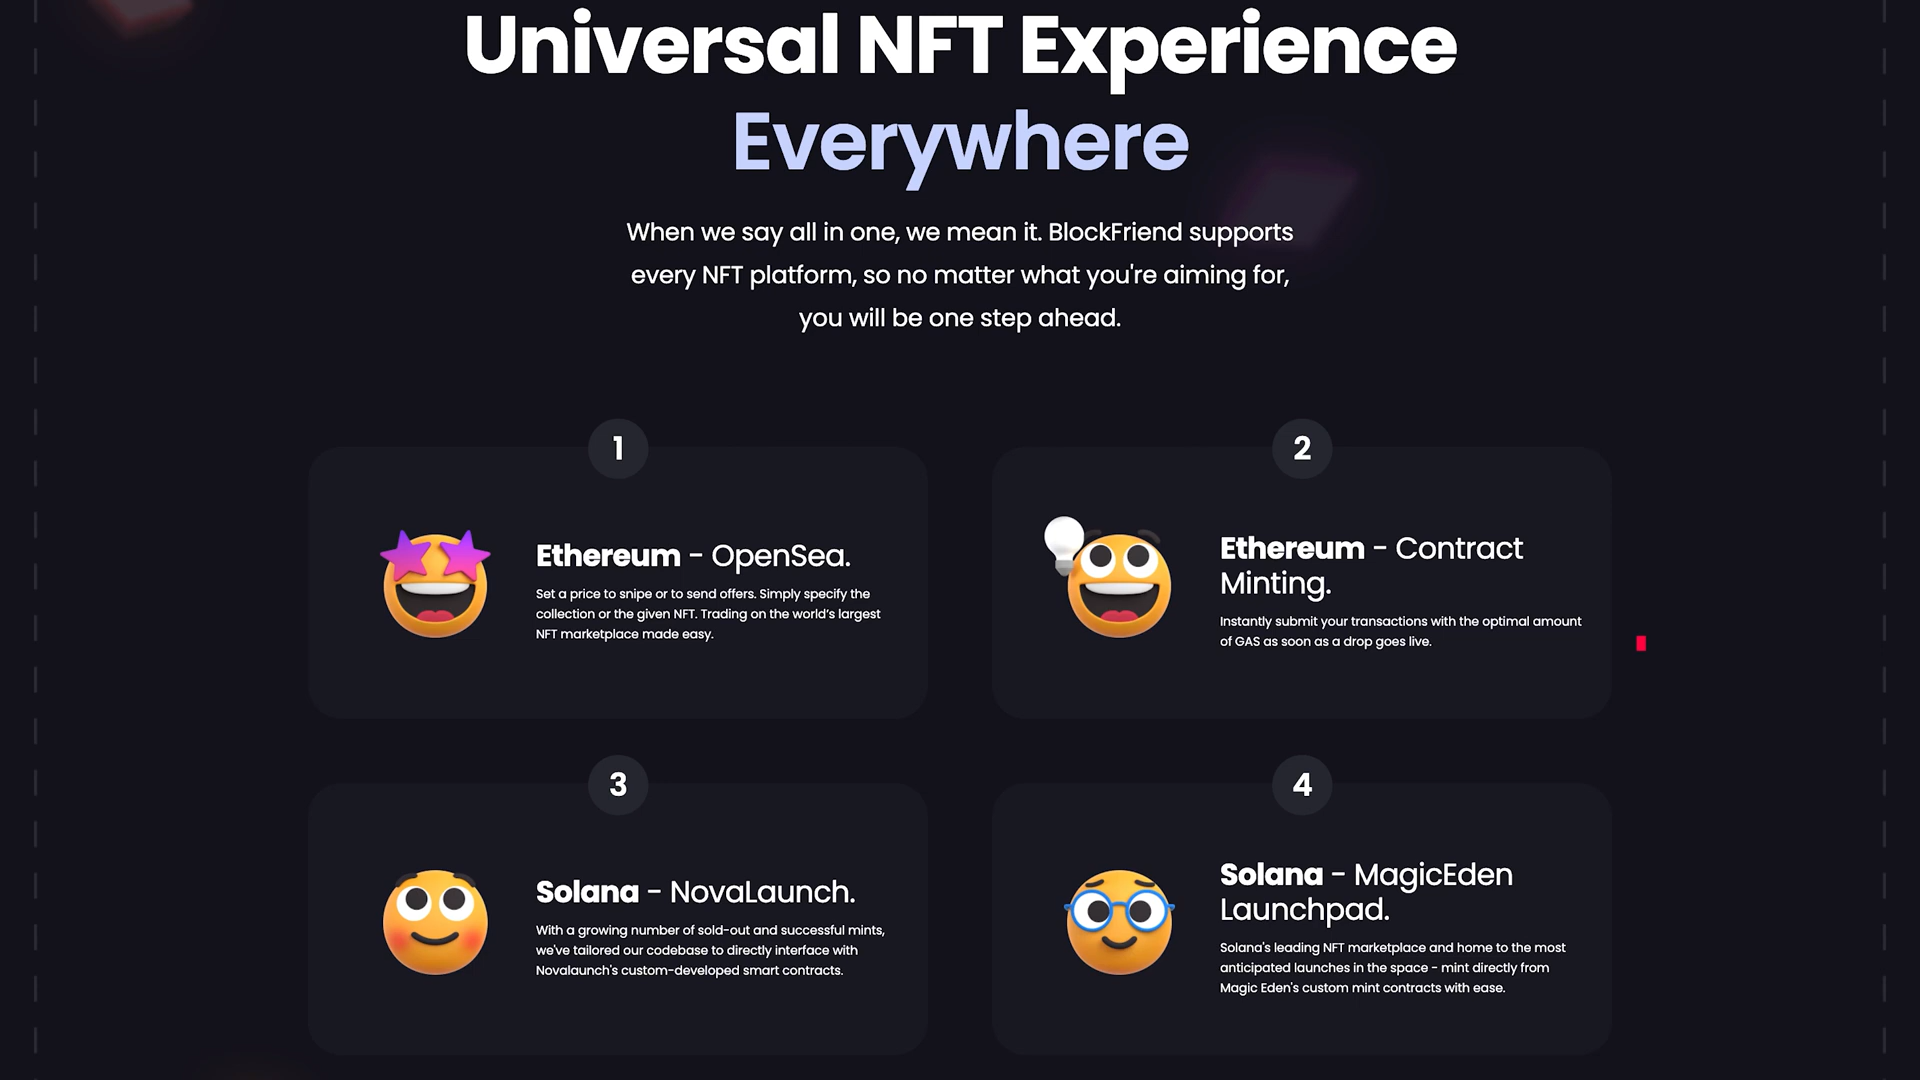 Universal NFT Experience
Everywhere
When we say all in one, we mean it. BlockFriend supports
every NFT platform, so no matter what you're aiming for,
you will be one step ahead.
1
Ethereum - OpenSea.
Set a price to snipe or to send offers. Simply specify the
collection or the given NFT. Trading on the world’s largest
NFT marketplace made easy.
2
Ethereum - Contract
Minting.
Instantly submit your transactions with the optimal amount
of GAS as soon as a drop goes live.
3
Solana - NovaLaunch.
With a growing number of sold-out and successful mints,
we've tailored our codebase to directly interface with
Novalaunch's custom-developed smart contracts.
4
Solana - MagicEden
Launchpad.
Solana's leading NFT marketplace and home to the most
anticipated launches in the space - mint directly from
Magic Eden's custom mint contracts with ease.